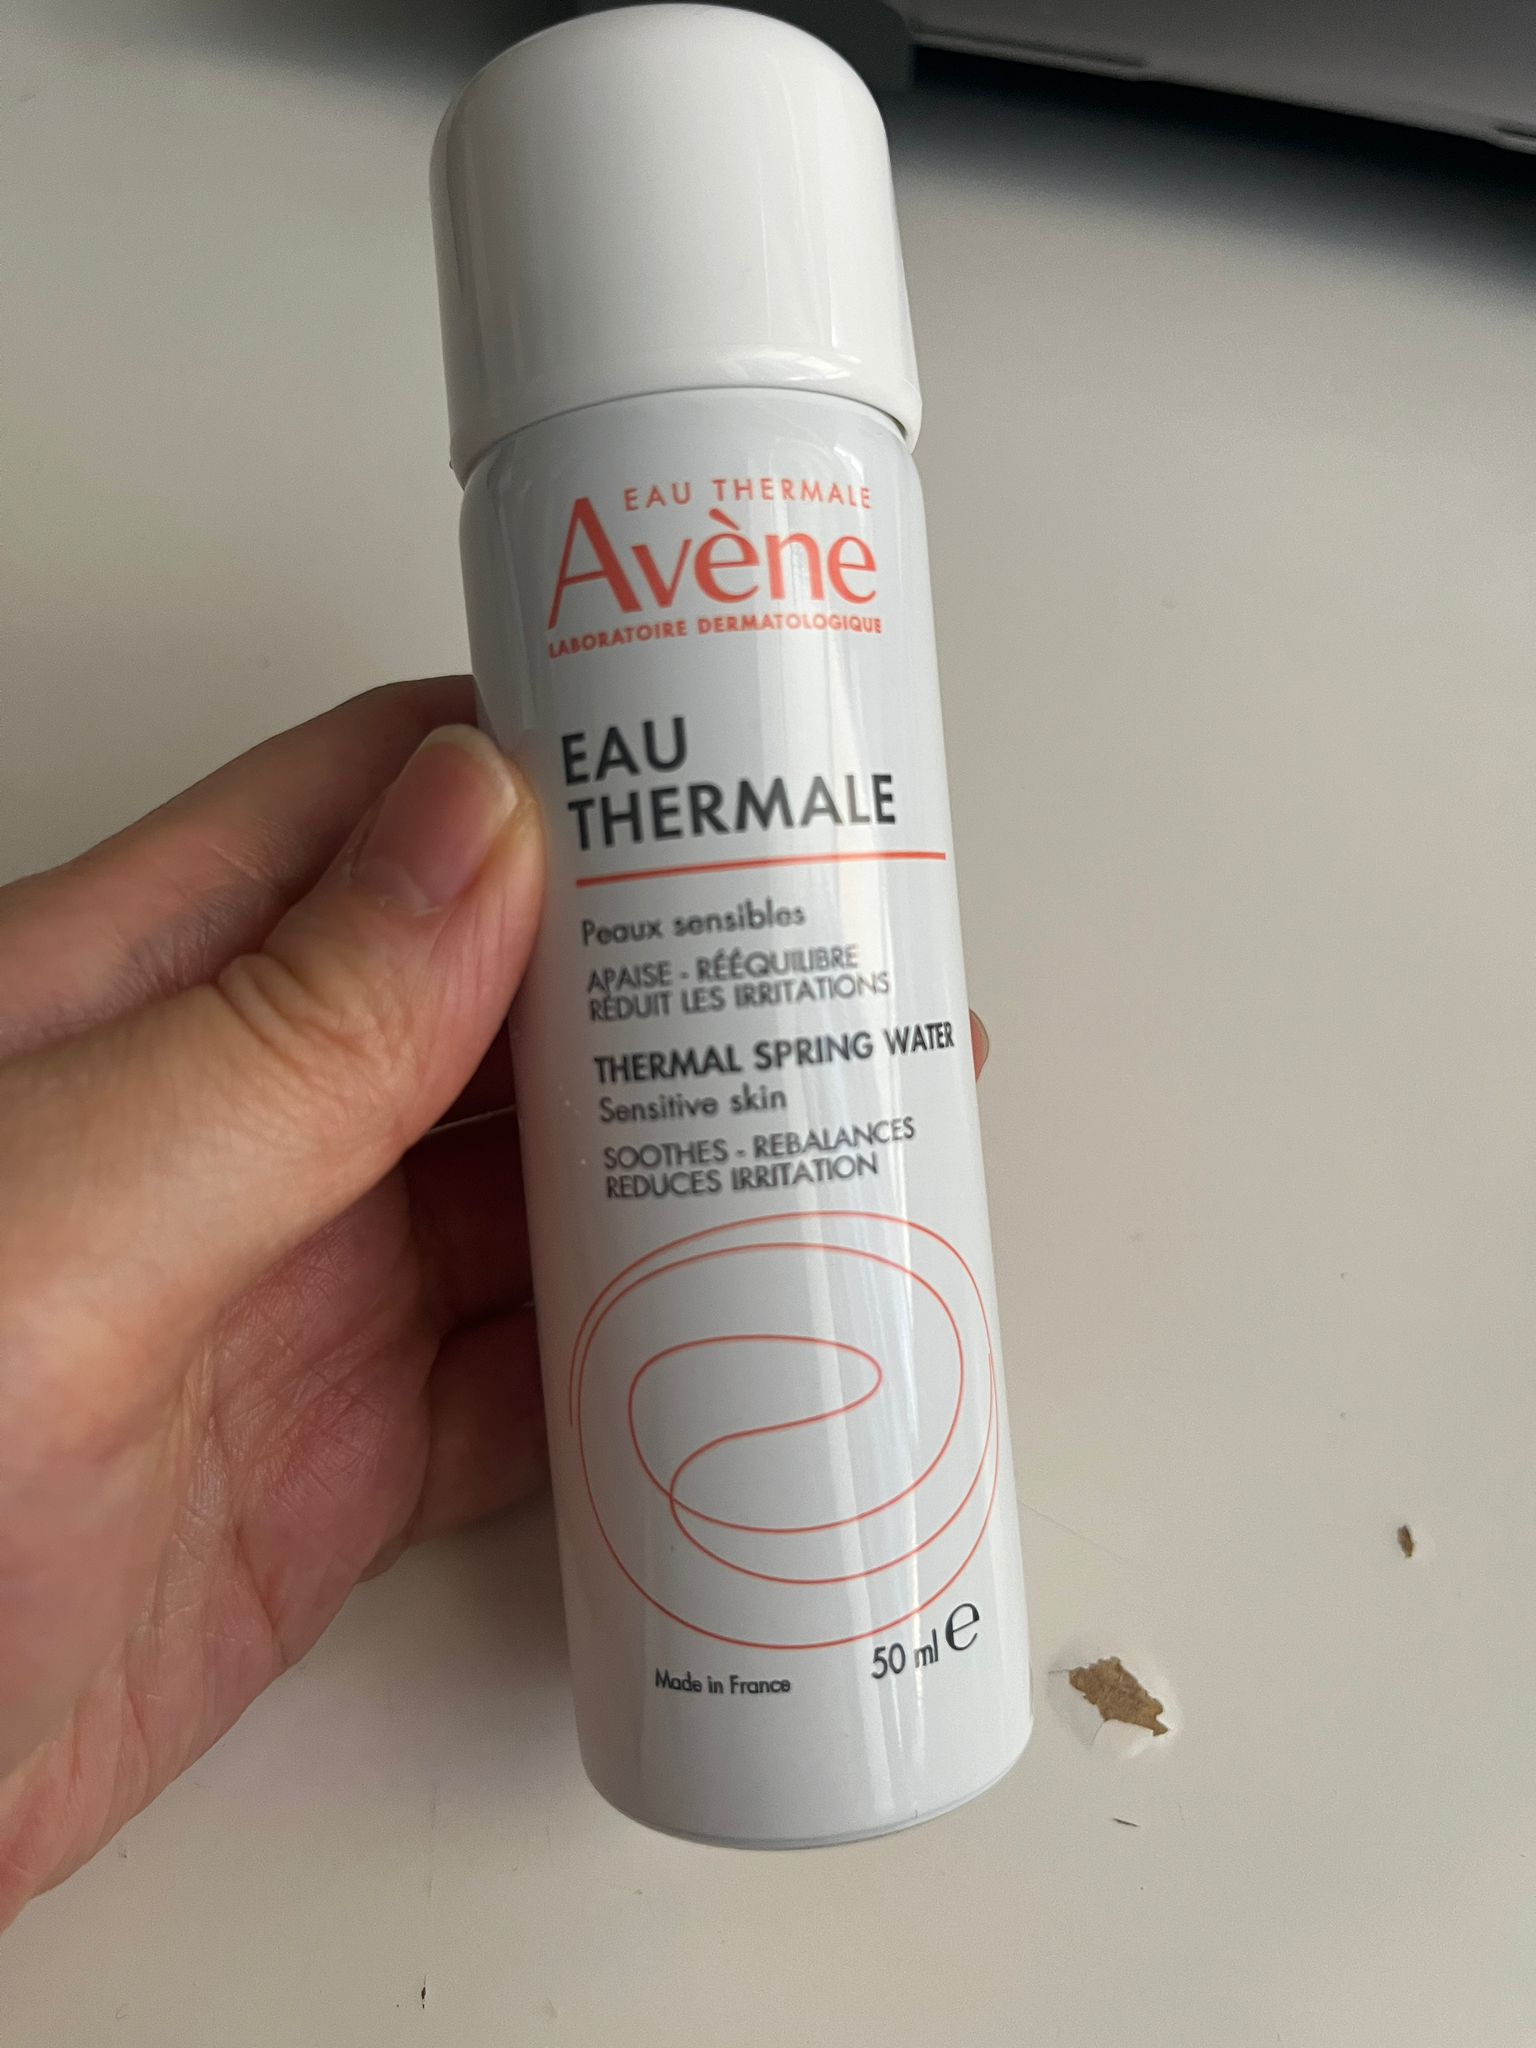 EAU THERMALE
Avène
LABORATOIRE DERMATOLOGIQUE
EAU
THERMALE
Peaux sensibles
APAISE - RÉÉQUILIBRE
RÉDUIT LES IRRITATIONS
THERMAL SPRING WATER
Sensitive skin
SOOTHES - REBALANCES
REDUCES IRRITATION
50 ml e
Made in France